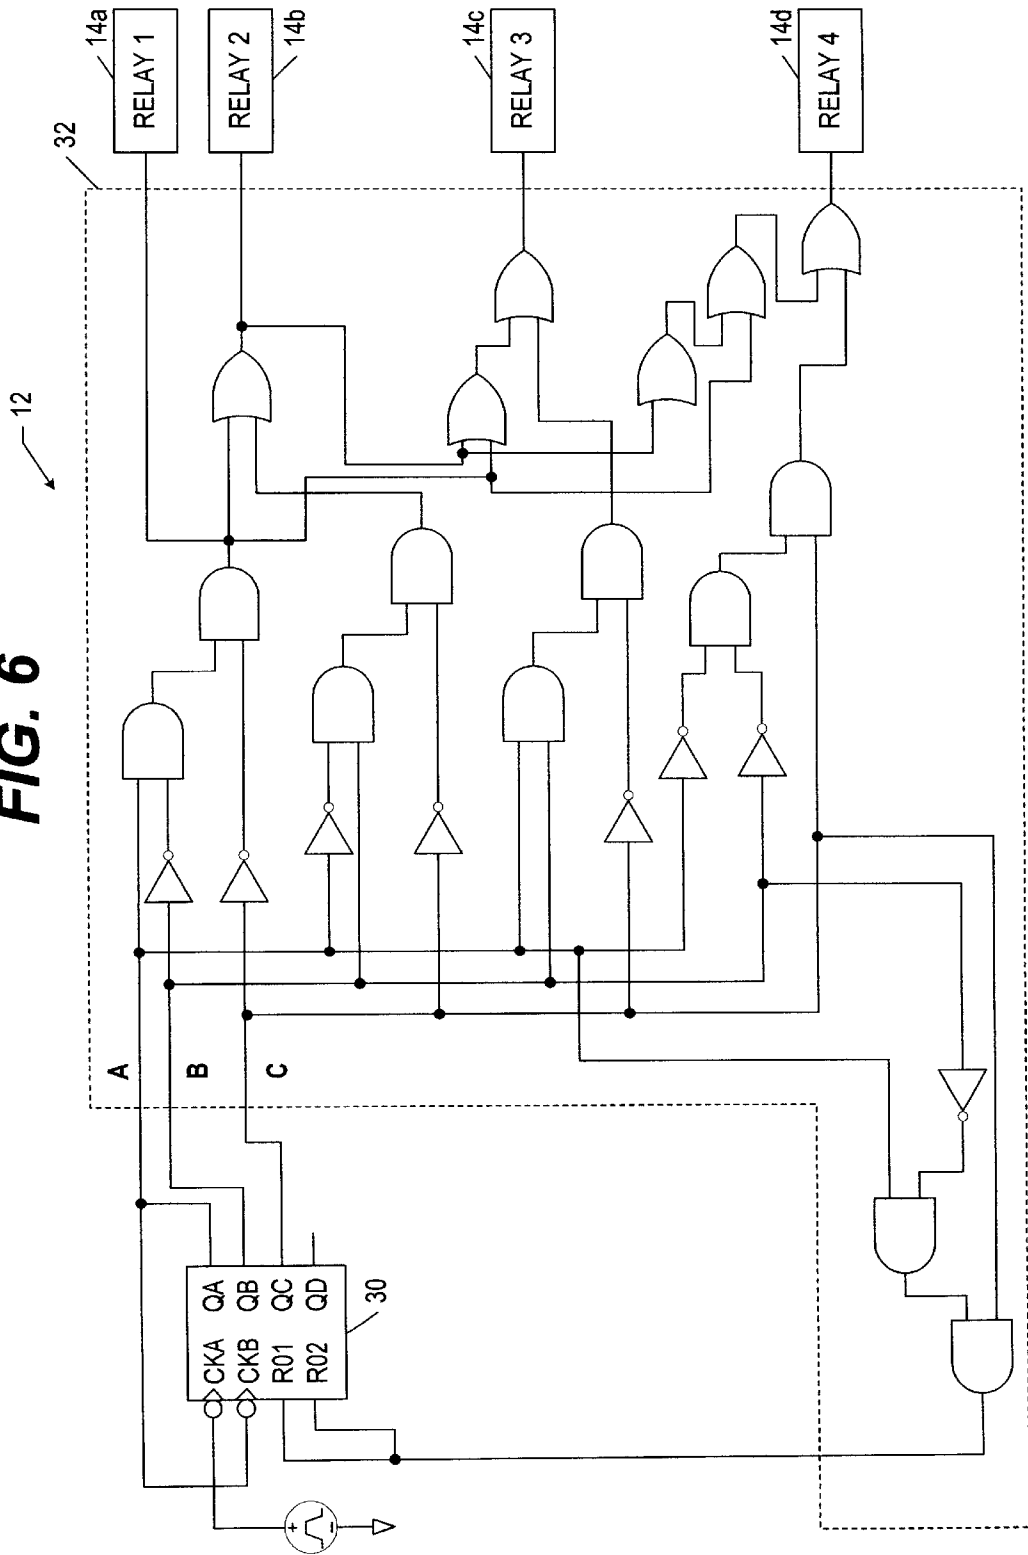 FIG. 6
12
32
14a
RELAY 1
14b
RELAY 2
14c
RELAY 3
14d
RELAY 4
A
B
C
CKA QA
CKB QB
R01 QC
R02 QD
30
+
-